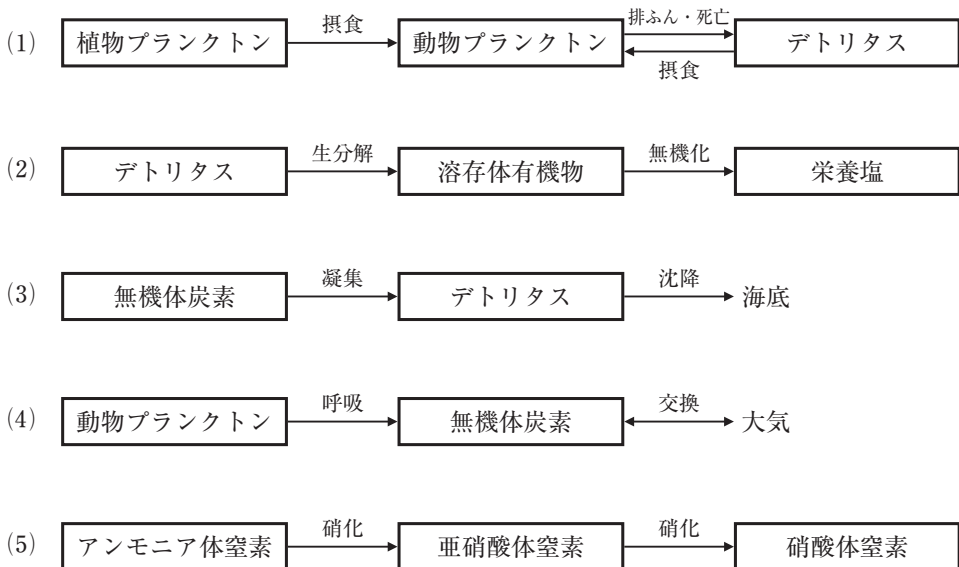 排ふん・死亡
摂食
(1) 植物プランクトン 動物プランクトン デトリタス
摂食
生分解 無機化
(2) デトリタス 溶存体有機物 栄養塩
凝集 沈降
(3) 無機体炭素 デトリタス 海底
呼吸 交換
(4) 動物プランクトン 無機体炭素 大気
硝化 硝化
(5) アンモニア体窒素 亜硝酸体窒素 硝酸体窒素